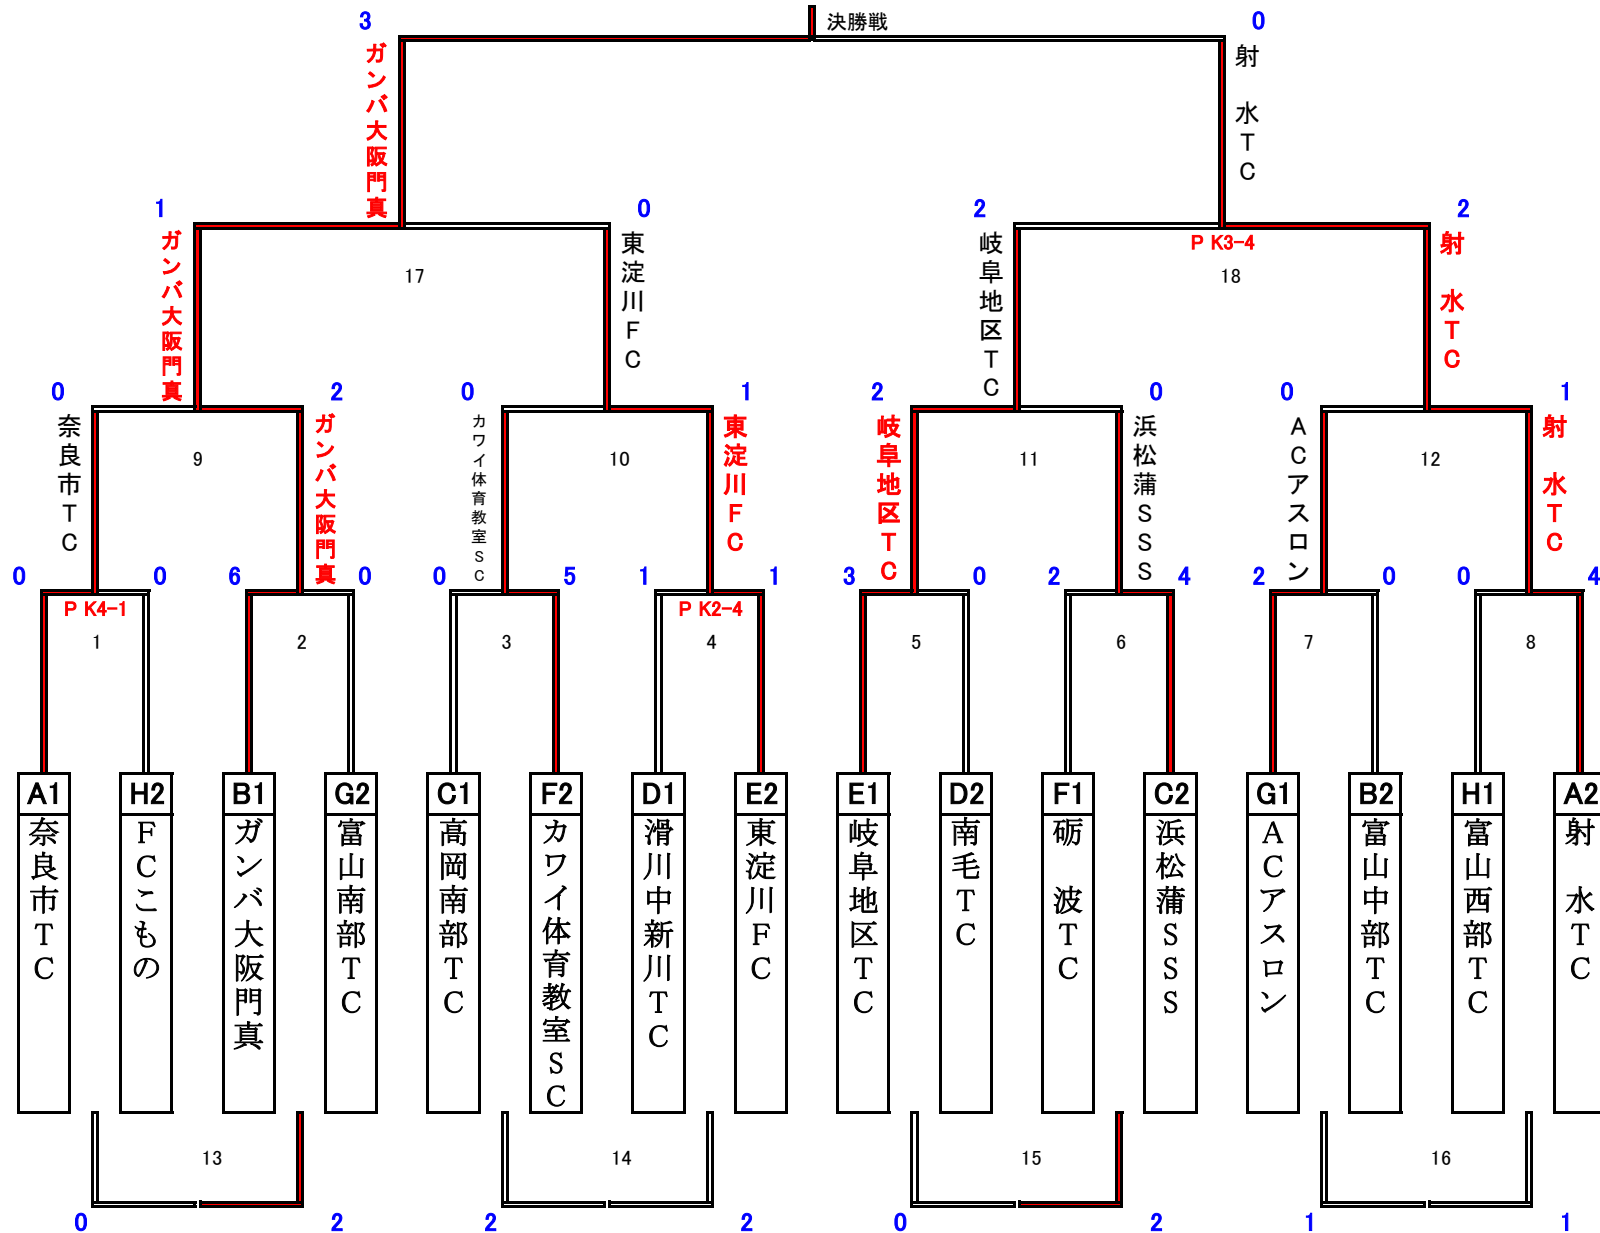 3
決勝戦
0
ガンバ大阪門真
射 水TC
1
0
2
2
ガンバ大阪門真
17
東淀川FC
岐阜地区TC
PK3-4
18
射 水TC
0
2
0
1
2
0
0
1
奈良市TC
9
ガンバ大阪門真
カワイ体育教室SC
10
東淀川FC
岐阜地区TC
11
浜松蒲SSS
ACアスロン
12
射 水TC
0
0
6
0
0
5
1
1
3
0
2
4
2
0
0
4
PK4-1
PK2-4
1
2
3
4
5
6
7
8
A1
H2
B1
G2
C1
F2
D1
E2
E1
D2
F1
C2
G1
B2
H1
A2
奈良市TC
FCこもの
ガンバ大阪門真
富山南部TC
高岡南部TC
カワイ体育教室SC
滑川中新川TC
東淀川FC
岐阜地区TC
南毛TC
砺 波TC
浜松蒲SSS
ACアスロン
富山中部TC
富山西部TC
射 水TC
13
14
15
16
0
2
2
2
0
2
1
1